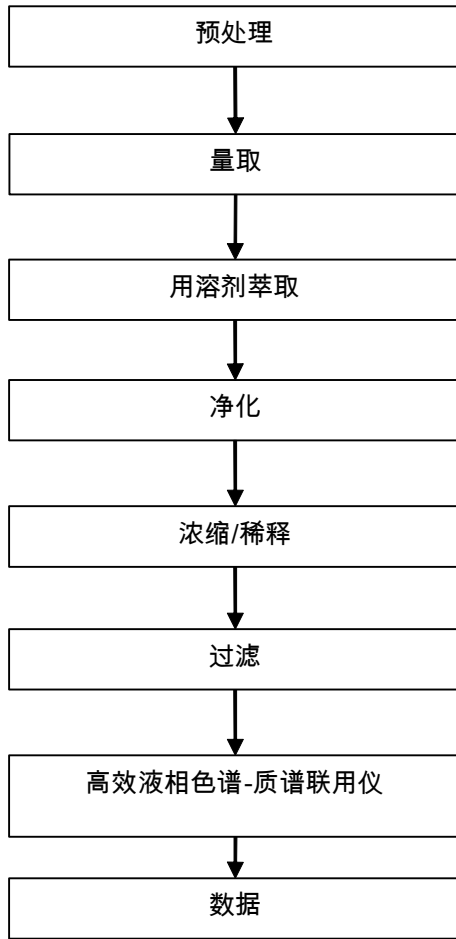 预处理
量取
用溶剂萃取
净化
浓缩/稀释
过滤
高效液相色谱-质谱联用仪
数据